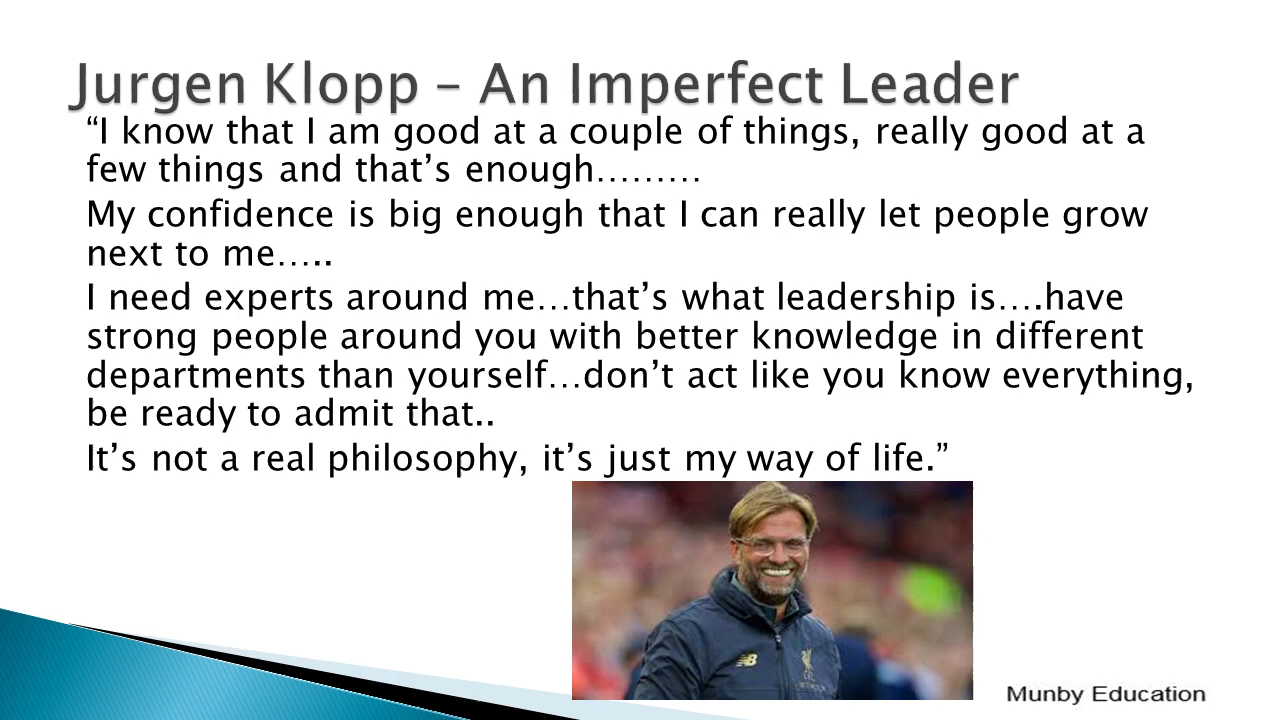 Jurgen Klopp – An Imperfect Leader
“I know that I am good at a couple of things, really good at a
few things and that’s enough………
My confidence is big enough that I can really let people grow
next to me…..
I need experts around me…that’s what leadership is….have
strong people around you with better knowledge in different
departments than yourself…don’t act like you know everything,
be ready to admit that..
It’s not a real philosophy, it’s just my way of life.”
Munby Education